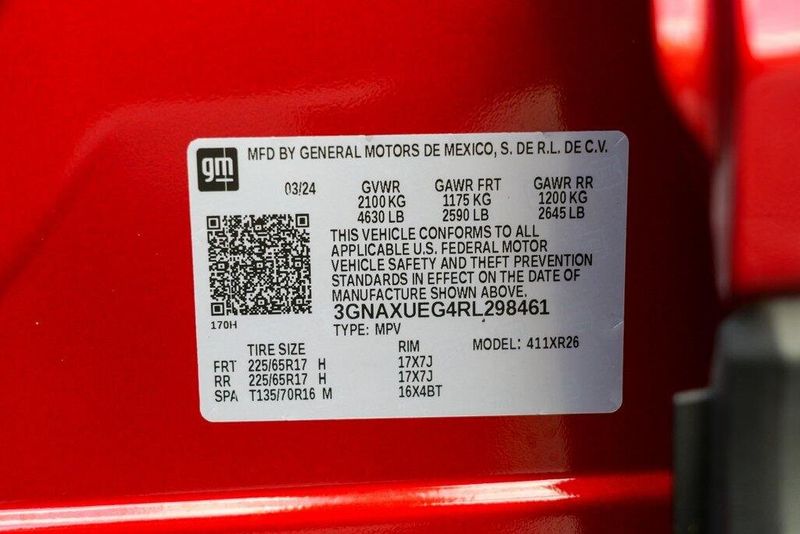 gm MFD BY GENERAL MOTORS DE MEXICO, S. DE R.L. DE C.V.
03/24 GVWR GAWR FRT GAWR RR
2100 KG 1175 KG 1200 KG
4630 LB 2590 LB 2645 LB
THIS VEHICLE CONFORMS TO ALL
APPLICABLE U.S. FEDERAL MOTOR
VEHICLE SAFETY AND THEFT PREVENTION
STANDARDS IN EFFECT ON THE DATE OF
MANUFACTURE SHOWN ABOVE.
3GNAXUEG4RL298461
170H
TYPE: MPV
TIRE SIZE RIM MODEL: 411XR26
FRT 225/65R17 H 17X7J
RR 225/65R17 H 17X7J
SPA T135/70R16 M 16X4BT